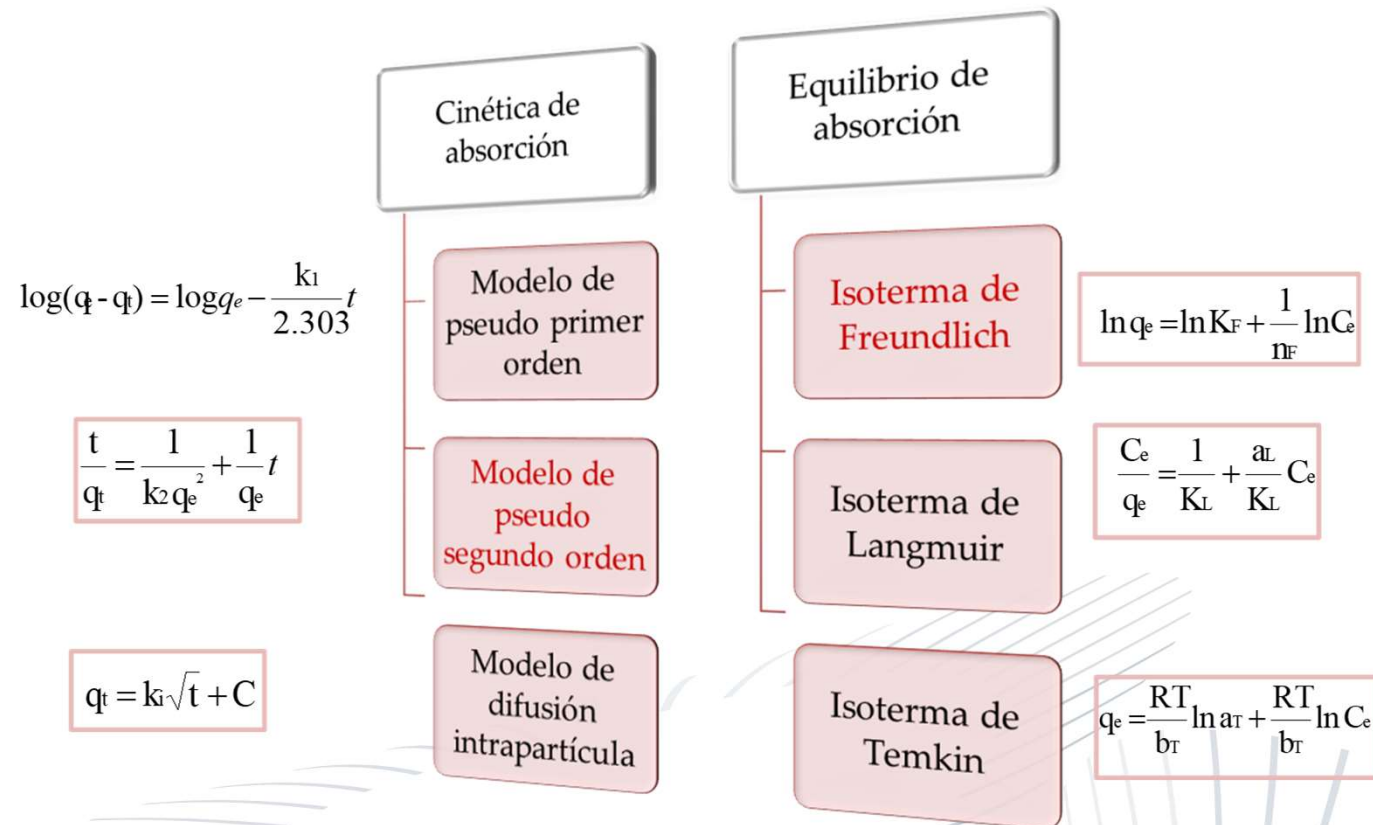 Cinética de
absorción
Equilibrio de
absorción
log(qe - qt) = logqe − k1/2.303 t
Modelo de
pseudo primer
orden
Isoterma de
Freundlich
ln qe = ln KF + 1/nF ln Ce
t/qt = 1/k2 qe² + 1/qe t
Modelo de
pseudo
segundo orden
Isoterma de
Langmuir
Ce/qe = 1/KL + aL/KL Ce
qt = ki√t + C
Modelo de
difusión
intrapartícula
Isoterma de
Temkin
qe = RT/bT ln aT + RT/bT ln Ce